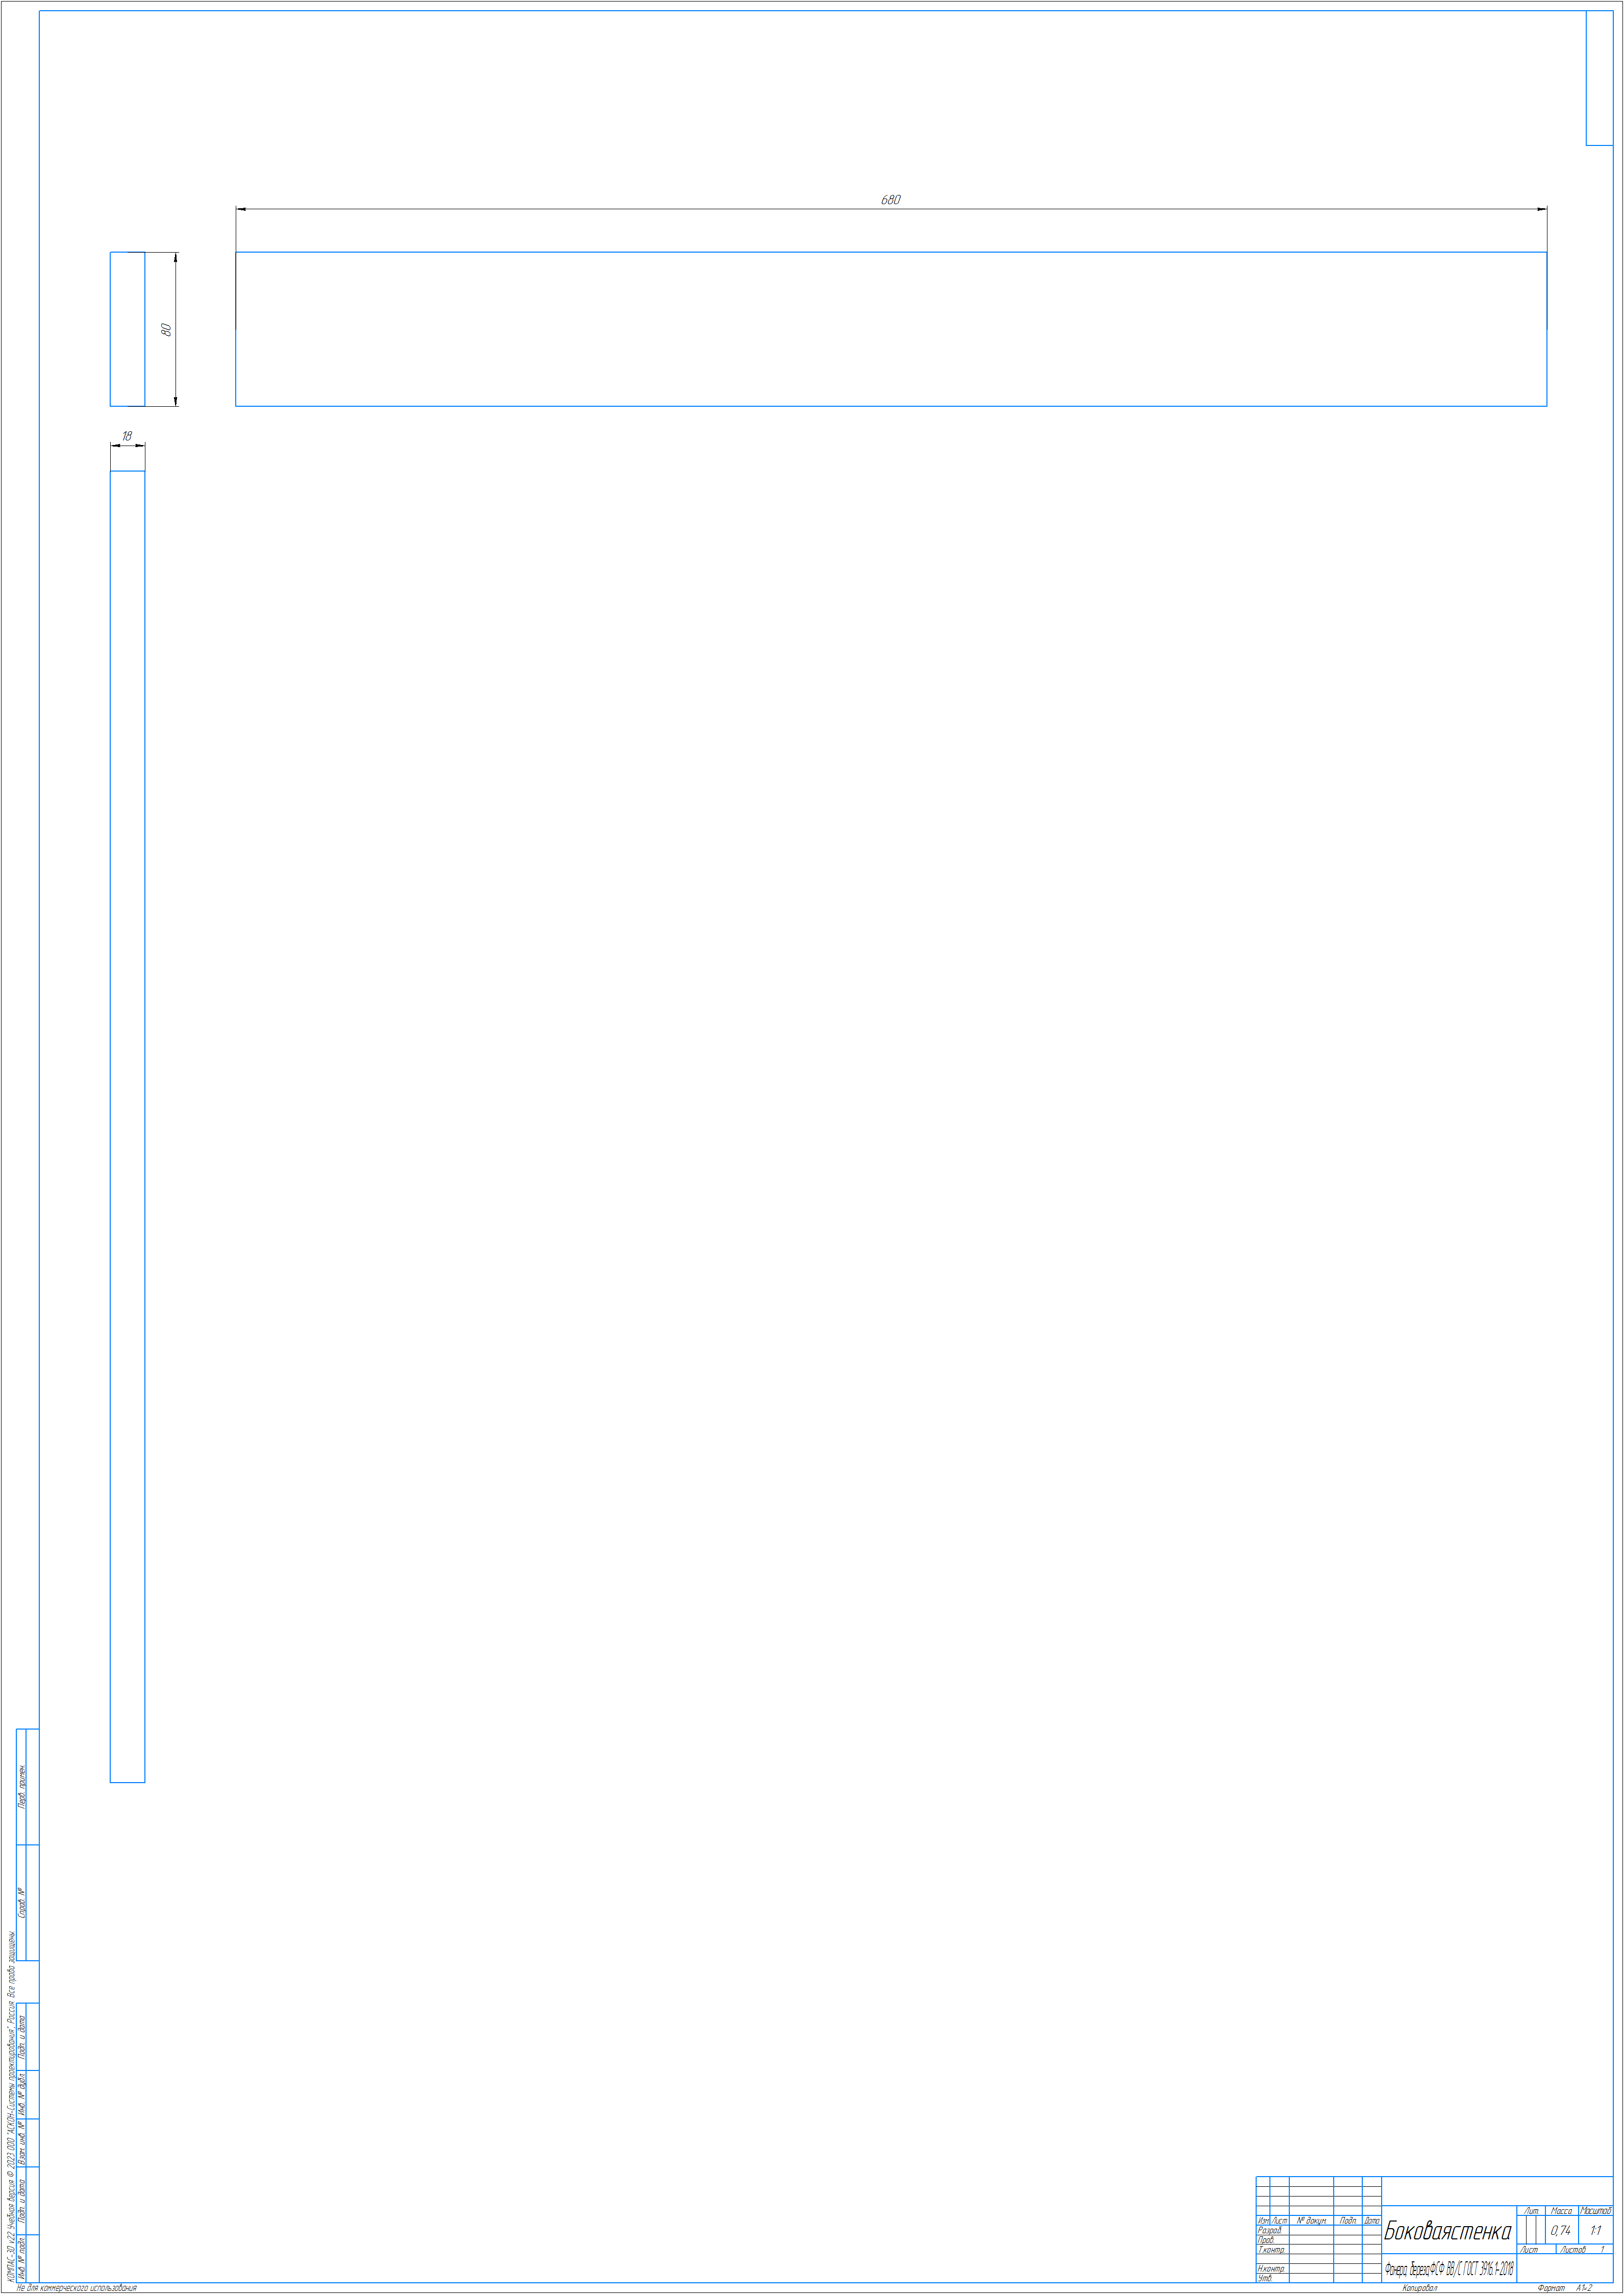 680
80
18
Перв. примен.
Справ. №
Подп. и дата
Инв. № дубл.
Взам. инв. №
Подп. и дата
Инв. № подл.
КОМПАС-3D v22 Учебная версия © 2023 ООО "АСКОН-Системы проектирования", Россия. Все права защищены.
Изм. Лист № докум. Подп. Дата
Разраб.
Пров.
Т.контр.
Н.контр.
Утв.
Боковаястенка
Фанера березаФСФ ВВ/С ГОСТ 3916.1-2018
Лит. Масса Масштаб
0,74 1:1
Лист Листов 1
Не для коммерческого использования
Копировал Формат А1×2